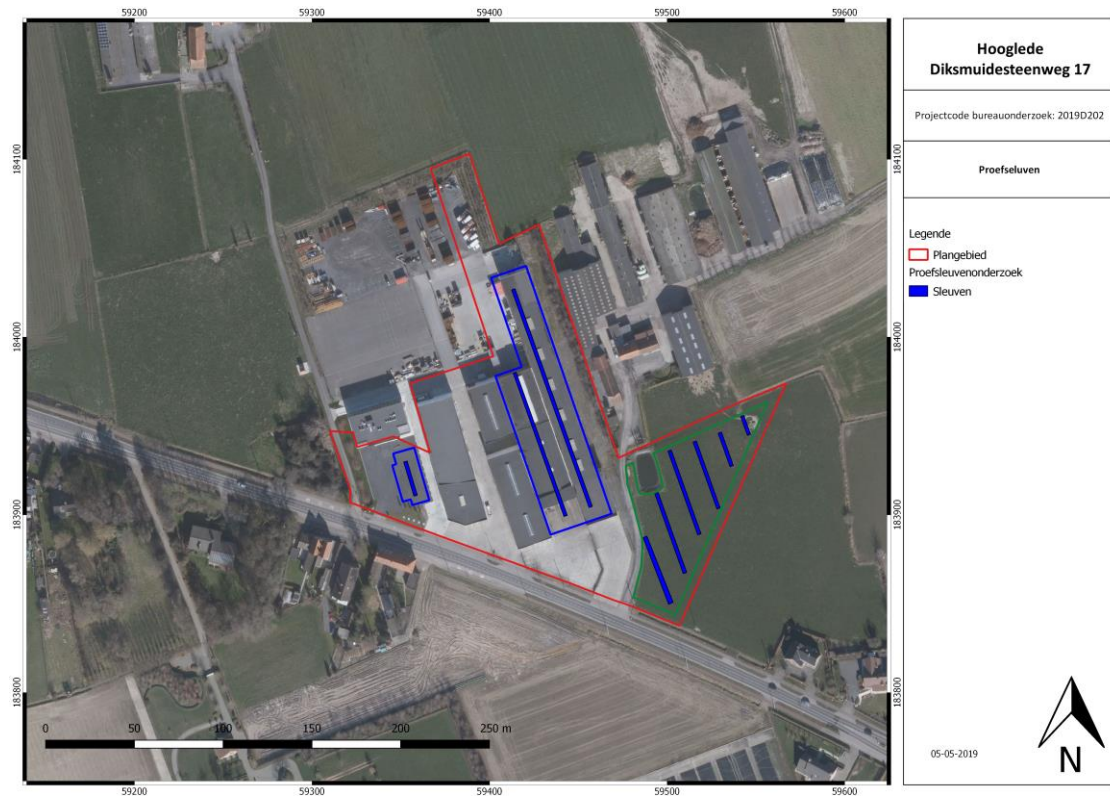 59200 59300 59400 59500 59600
Hooglede
Diksmuidesteenweg 17
Projectcode bureauonderzoek: 2019D202
Proefseluven
Legende
Plangebied
Proefsleuvenonderzoek
Sleuven
184100 184100
184000 184000
183900 183900
183800 183800
0 50 100 150 200 250 m
05-05-2019
N
59200 59300 59400 59500 59600